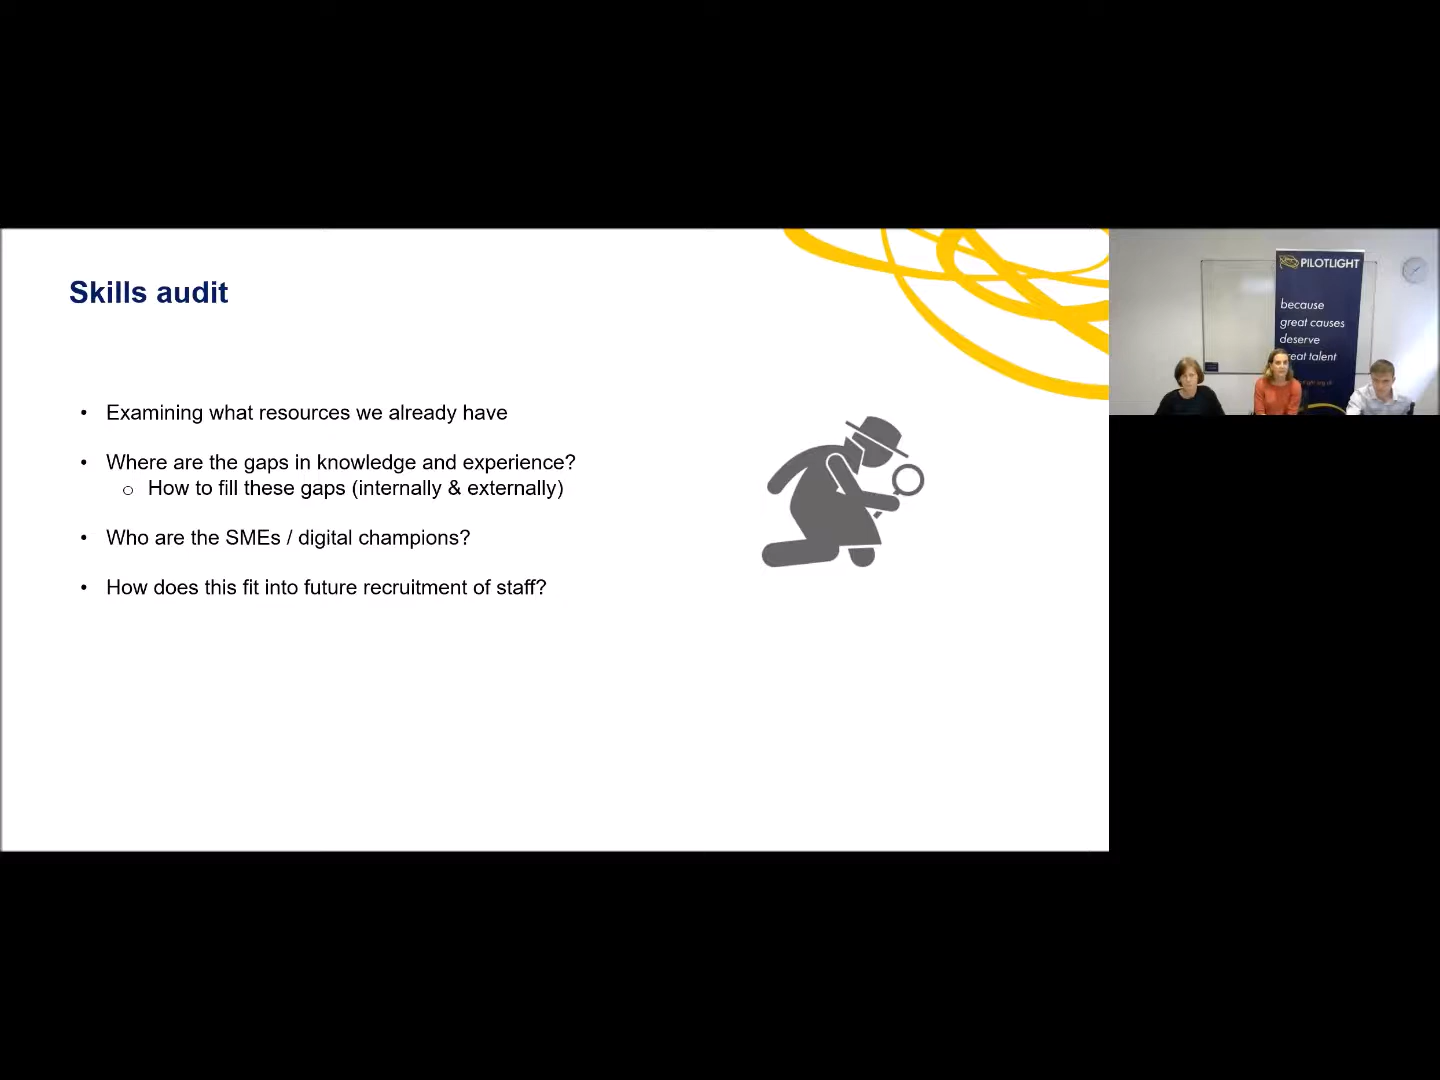 Skills audit
• Examining what resources we already have
• Where are the gaps in knowledge and experience?
o How to fill these gaps (internally & externally)
• Who are the SMEs / digital champions?
• How does this fit into future recruitment of staff?
PILOTLIGHT
because
great causes
deserve
great talent